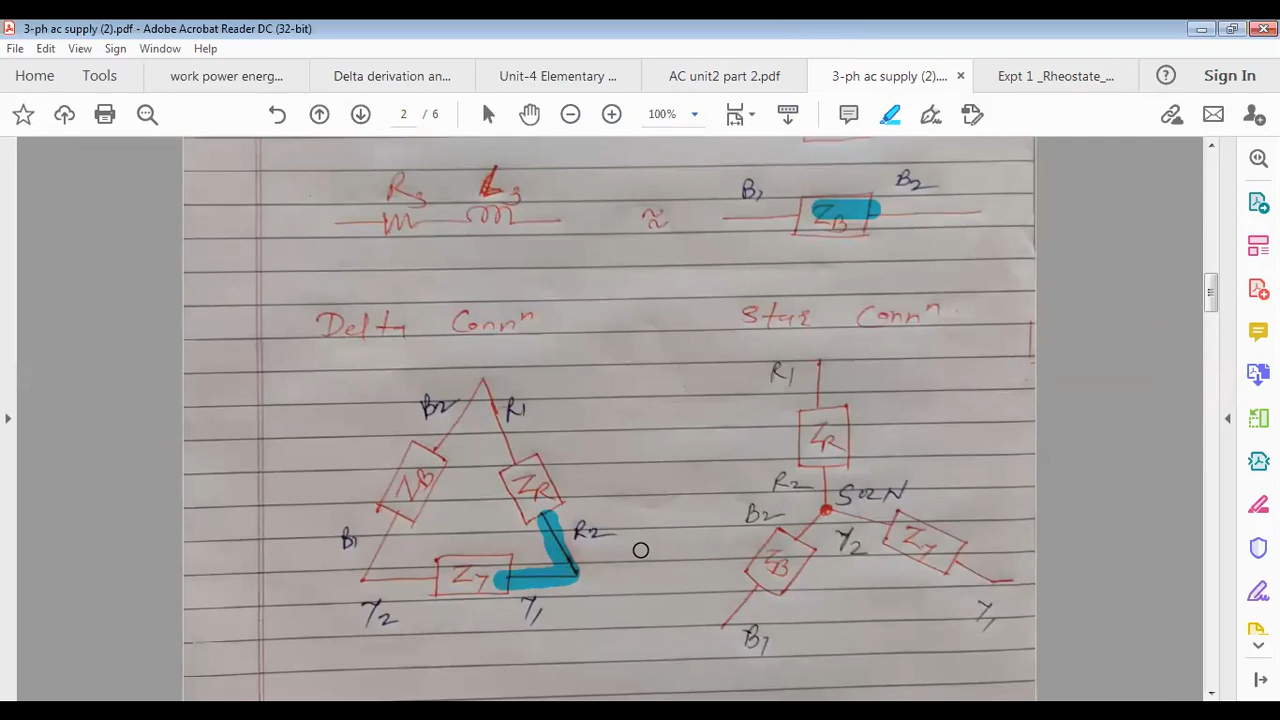 3-ph ac supply (2).pdf - Adobe Acrobat Reader DC (32-bit)
File Edit View Sign Window Help
Home Tools work power energ... Delta derivation an... Unit-4 Elementary ... AC unit2 part 2.pdf 3-ph ac supply (2).... × Expt 1 _Rheostate_... Sign In
2 / 6 100%
R3 L3 ≈ B1 ZB B2
Delta Connⁿ Star Connⁿ.
R1
B2 R1
ZR
ZB ZR
R2 S or N
B2
B1 R2 Y2 ZY
ZB
ZY
Y2 Y1 Y1
B1